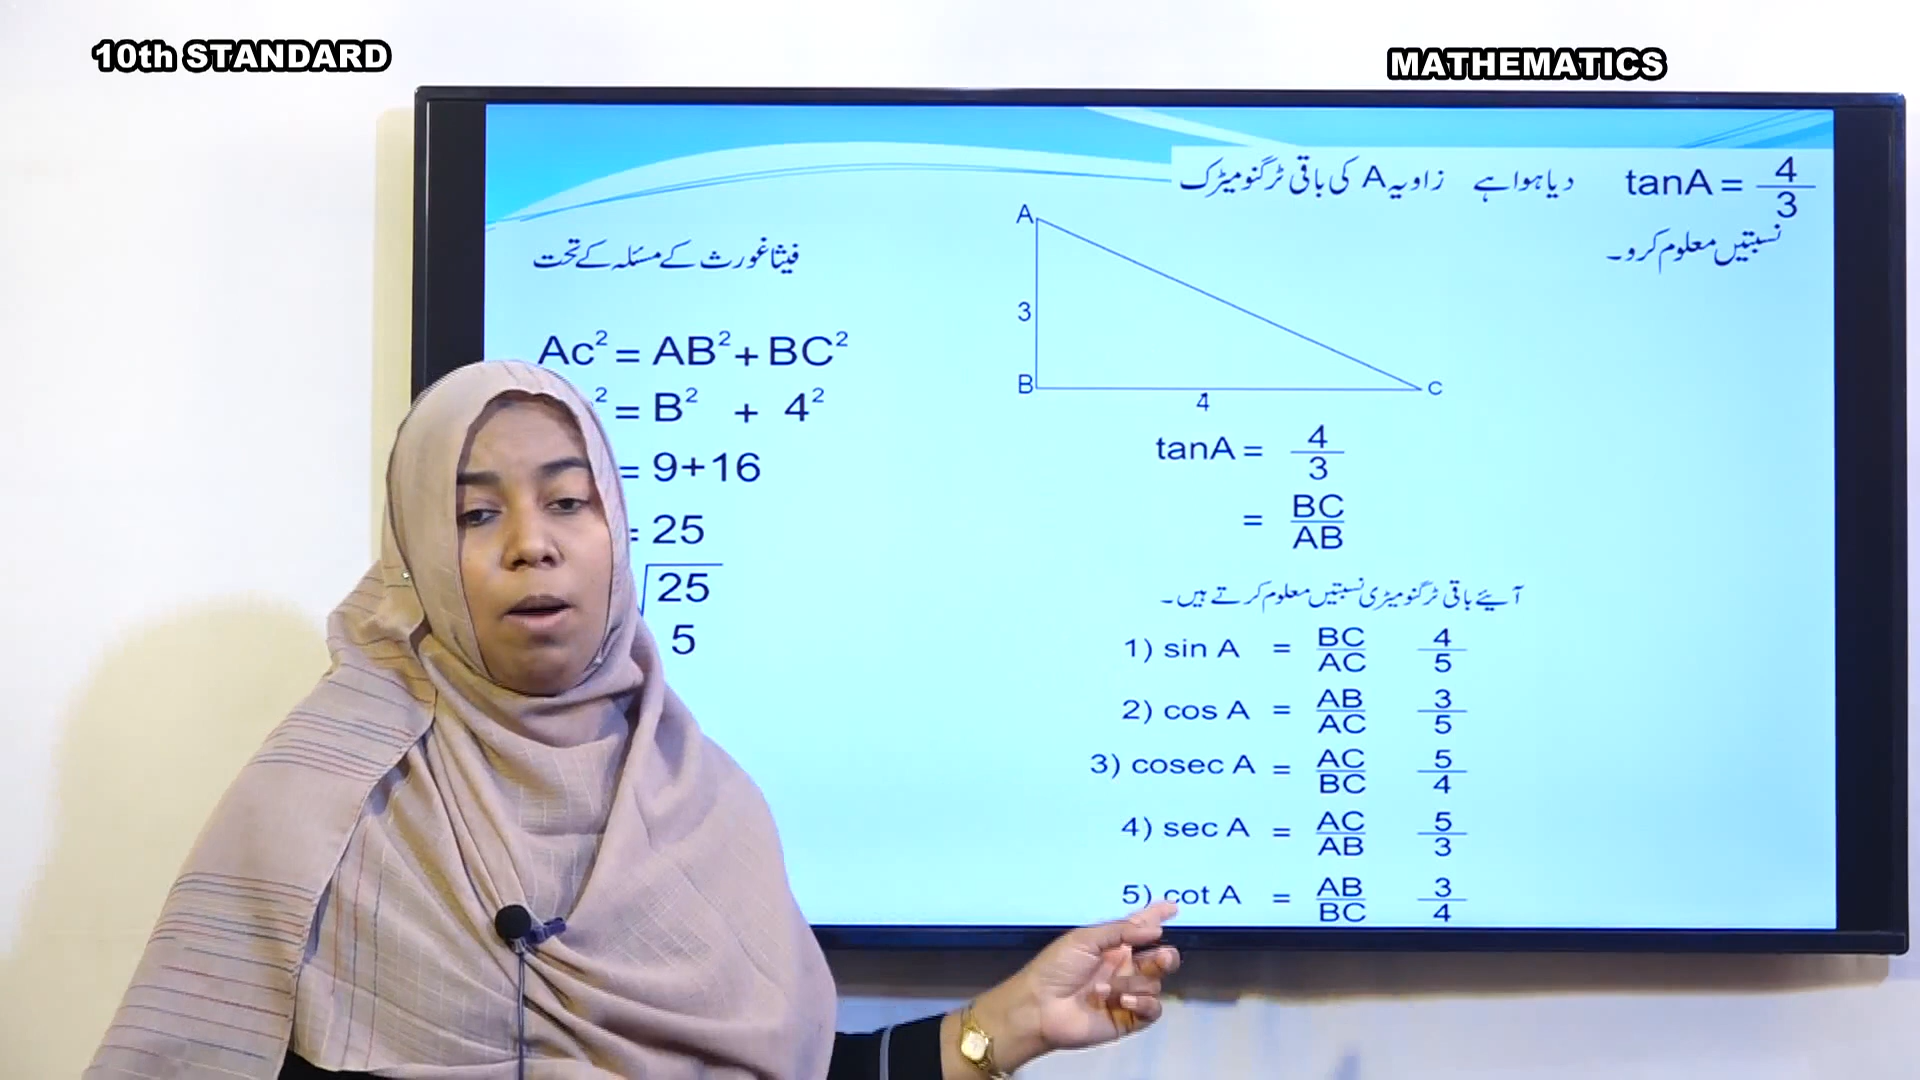 10th STANDARD
MATHEMATICS
tanA = 4/3 دیا ہوا ہے زاویہ A کی باقی ٹرگنومیٹرک
نسبتیں معلوم کرو۔
فیثاغورث کے مسئلہ کے تحت
Ac² = AB² + BC²
² = B² + 4²
= 9+16
= 25
√25
5
A
3
B
4
C
tanA = 4/3
= BC/AB
آیئے باقی ٹرگنومیٹری نسبتیں معلوم کرتے ہیں۔
1) sin A = BC/AC 4/5
2) cos A = AB/AC 3/5
3) cosec A = AC/BC 5/4
4) sec A = AC/AB 5/3
5) cot A = AB/BC 3/4